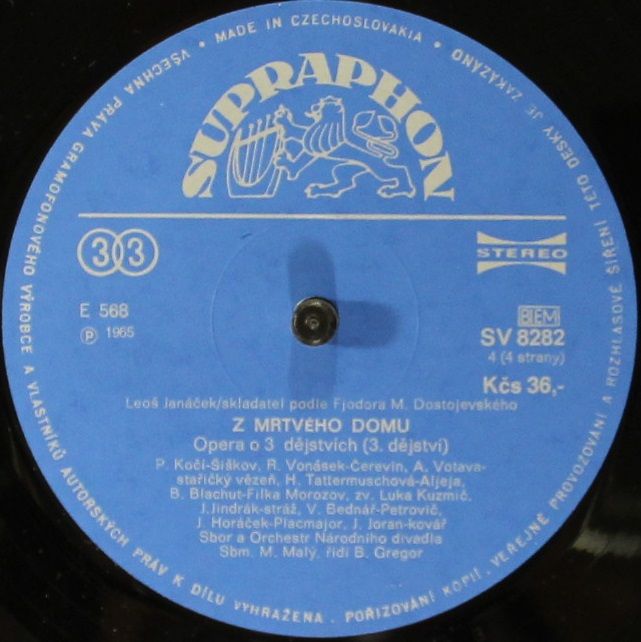 VŠECHNA PRÁVA GRAMOFONOVÉHO VÝROBCE A VLASTNÍKŮ AUTORSKÝCH PRÁV K DÍLU VYHRAŽENA · POŘIZOVÁNÍ KOPIÍ, VEŘEJNÉ PROVOZOVÁNÍ A ROZHLASOVÉ ŠÍŘENÍ TÉTO DESKY JE ZAKÁZÁNO · MADE IN CZECHOSLOVAKIA ·
SUPRAPHON
33
STEREO
E 568
℗ 1965
BIEM
SV 8282
4 (4 strany)
Kčs 36,-
Leoš Janáček/skladatel podle Fjodora M. Dostojevského
Z MRTVÉHO DOMU
Opera o 3 dějstvích (3. dějství)
P. Kočí-Šiškov, R. Vonásek-Čerevin, A. Votava-
stařičký vězeň, H. Tattermuschová-Aljeja,
B. Blachut-Filka Morozov, zv. Luka Kuzmič,
J.Jindrák-stráž, V. Bednář-Petrovič,
J. Horáček-Placmajor, J. Joran-kovář
Sbor a Orchestr Národního divadla
Sbm. M. Malý, řídí B. Gregor